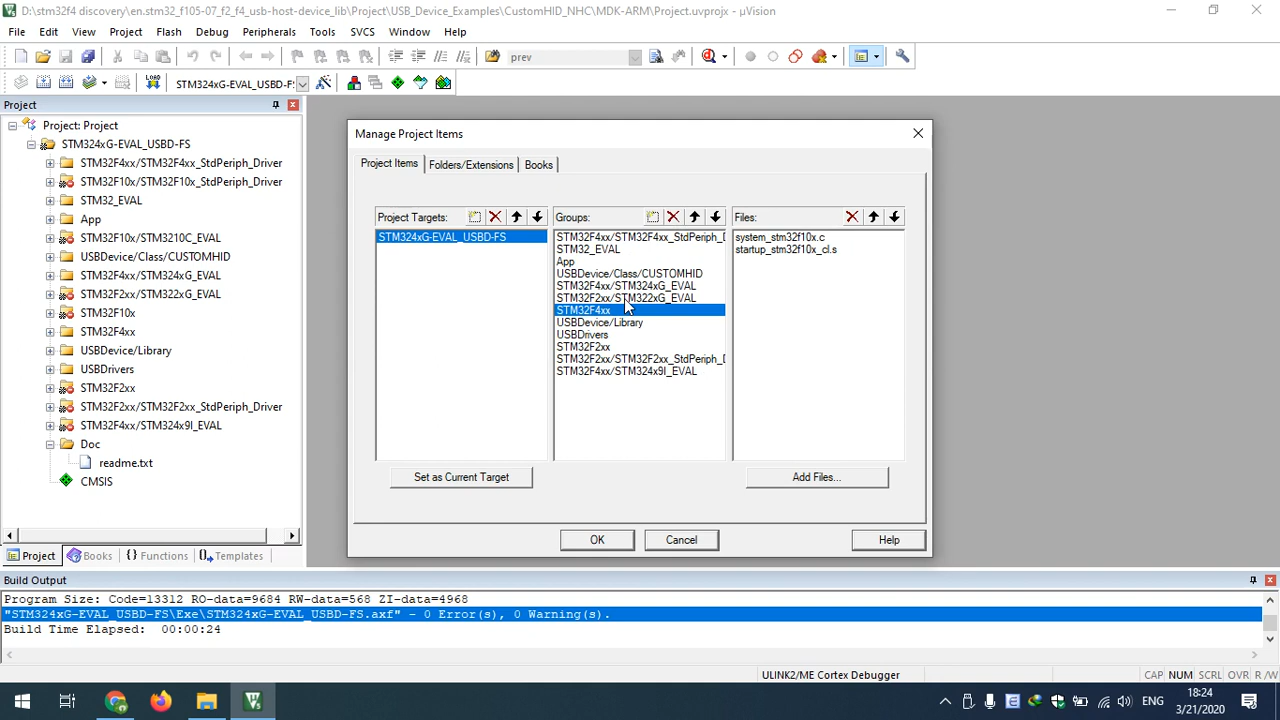 D:\stm32f4 discovery\en.stm32_f105-07_f2_f4_usb-host-device_lib\Project\USB_Device_Examples\CustomHID_NHC\MDK-ARM\Project.uvprojx - µVision
File Edit View Project Flash Debug Peripherals Tools SVCS Window Help
prev
LOAD STM324xG-EVAL_USBD-F:
Project
Project: Project
STM324xG-EVAL_USBD-FS
STM32F4xx/STM32F4xx_StdPeriph_Driver
STM32F10x/STM32F10x_StdPeriph_Driver
STM32_EVAL
App
STM32F10x/STM3210C_EVAL
USBDevice/Class/CUSTOMHID
STM32F4xx/STM324xG_EVAL
STM32F2xx/STM322xG_EVAL
STM32F10x
STM32F4xx
USBDevice/Library
USBDrivers
STM32F2xx
STM32F2xx/STM32F2xx_StdPeriph_Driver
STM32F4xx/STM324x9I_EVAL
Doc
readme.txt
CMSIS
Project Books {} Functions Templates
Manage Project Items
Project Items Folders/Extensions Books
Project Targets:
STM324xG-EVAL_USBD-FS
Set as Current Target
Groups:
STM32F4xx/STM32F4xx_StdPeriph_D
STM32_EVAL
App
USBDevice/Class/CUSTOMHID
STM32F4xx/STM324xG_EVAL
STM32F2xx/STM322xG_EVAL
STM32F4xx
USBDevice/Library
USBDrivers
STM32F2xx
STM32F2xx/STM32F2xx_StdPeriph_D
STM32F4xx/STM324x9I_EVAL
Files:
system_stm32f10x.c
startup_stm32f10x_cl.s
Add Files...
OK Cancel Help
Build Output
Program Size: Code=13312 RO-data=9684 RW-data=568 ZI-data=4968
"STM324xG-EVAL_USBD-FS\Exe\STM324xG-EVAL_USBD-FS.axf" - 0 Error(s), 0 Warning(s).
Build Time Elapsed: 00:00:24
ULINK2/ME Cortex Debugger CAP NUM SCRL OVR R /W
ENG
18:24
3/21/2020